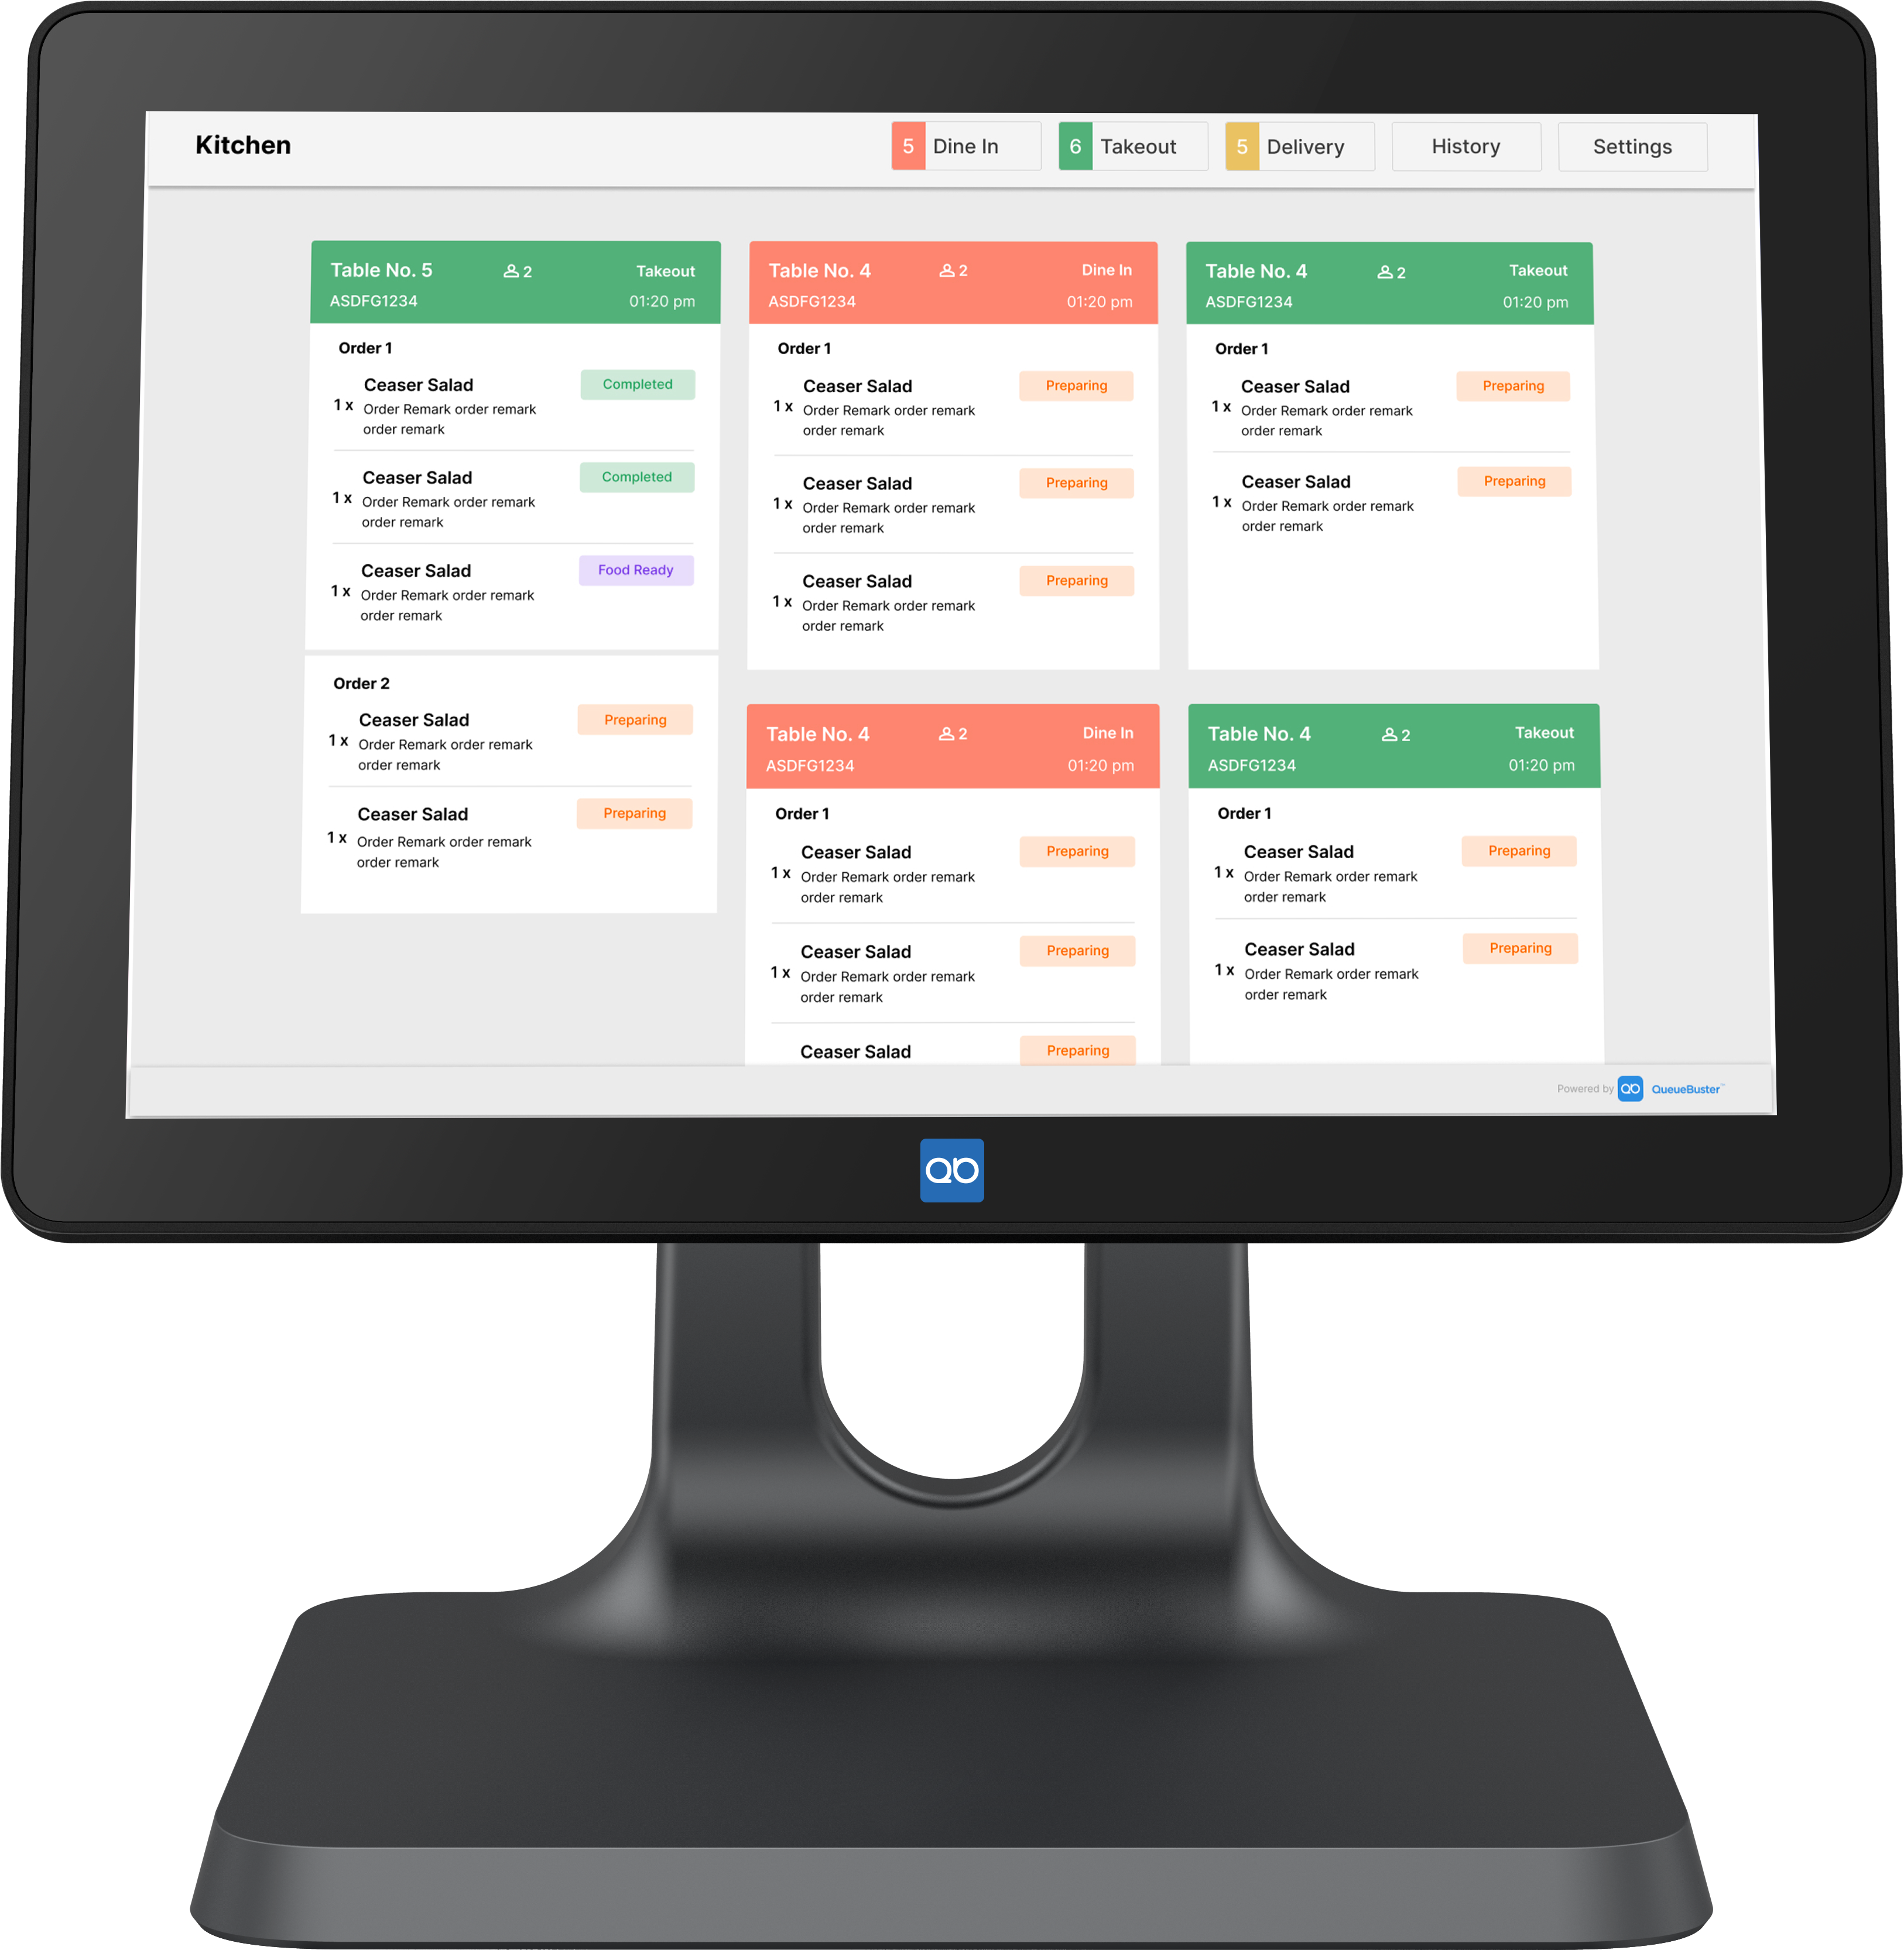 Kitchen
5 Dine In
6 Takeout
5 Delivery
History
Settings
Table No. 5 2 Takeout
ASDFG1234 01:20 pm
Order 1
Ceaser Salad Completed
1 x Order Remark order remark
order remark
Ceaser Salad Completed
1 x Order Remark order remark
order remark
Ceaser Salad Food Ready
1 x Order Remark order remark
order remark
Order 2
Ceaser Salad Preparing
1 x Order Remark order remark
order remark
Ceaser Salad Preparing
1 x Order Remark order remark
order remark
Table No. 4 2 Dine In
ASDFG1234 01:20 pm
Order 1
Ceaser Salad Preparing
1 x Order Remark order remark
order remark
Ceaser Salad Preparing
1 x Order Remark order remark
order remark
Ceaser Salad Preparing
1 x Order Remark order remark
order remark
Table No. 4 2 Dine In
ASDFG1234 01:20 pm
Order 1
Ceaser Salad Preparing
1 x Order Remark order remark
order remark
Ceaser Salad Preparing
1 x Order Remark order remark
order remark
Ceaser Salad Preparing
Table No. 4 2 Takeout
ASDFG1234 01:20 pm
Order 1
Ceaser Salad Preparing
1 x Order Remark order remark
order remark
Ceaser Salad Preparing
1 x Order Remark order remark
order remark
Table No. 4 2 Takeout
ASDFG1234 01:20 pm
Order 1
Ceaser Salad Preparing
1 x Order Remark order remark
order remark
Ceaser Salad Preparing
1 x Order Remark order remark
order remark
Powered by qb QueueBuster™
qb